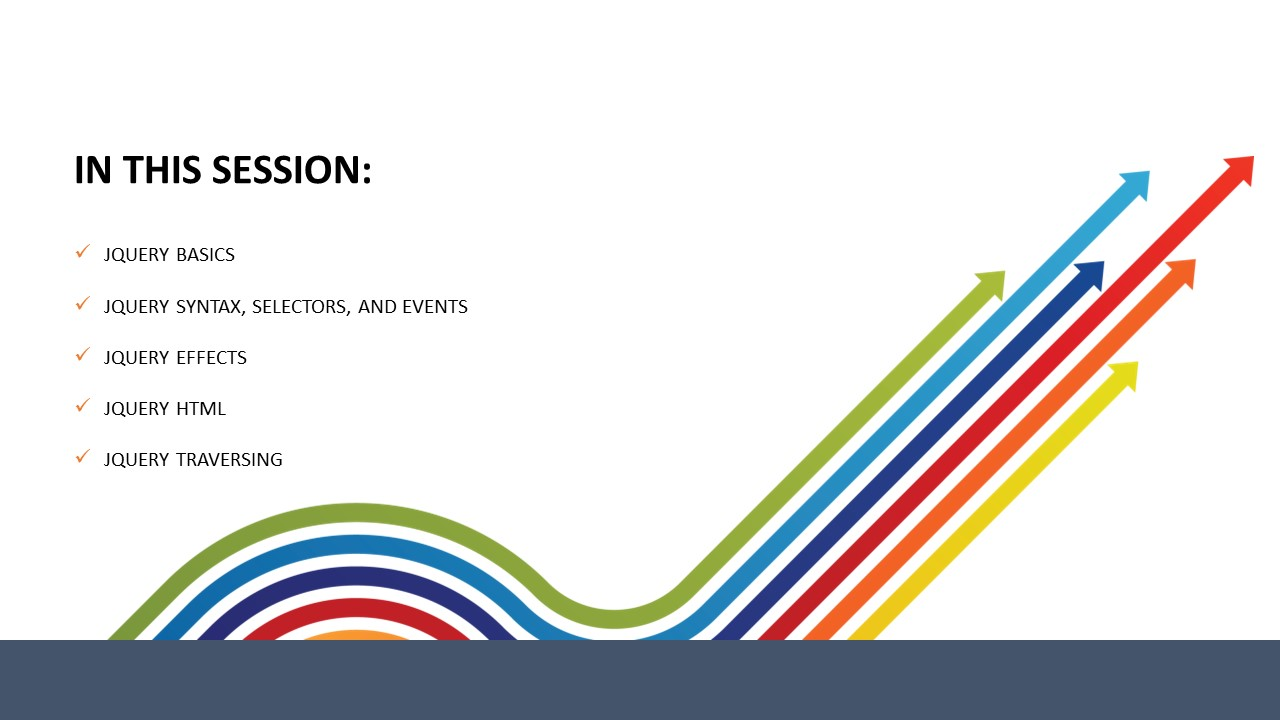 IN THIS SESSION:
JQUERY BASICS
JQUERY SYNTAX, SELECTORS, AND EVENTS
JQUERY EFFECTS
JQUERY HTML
JQUERY TRAVERSING